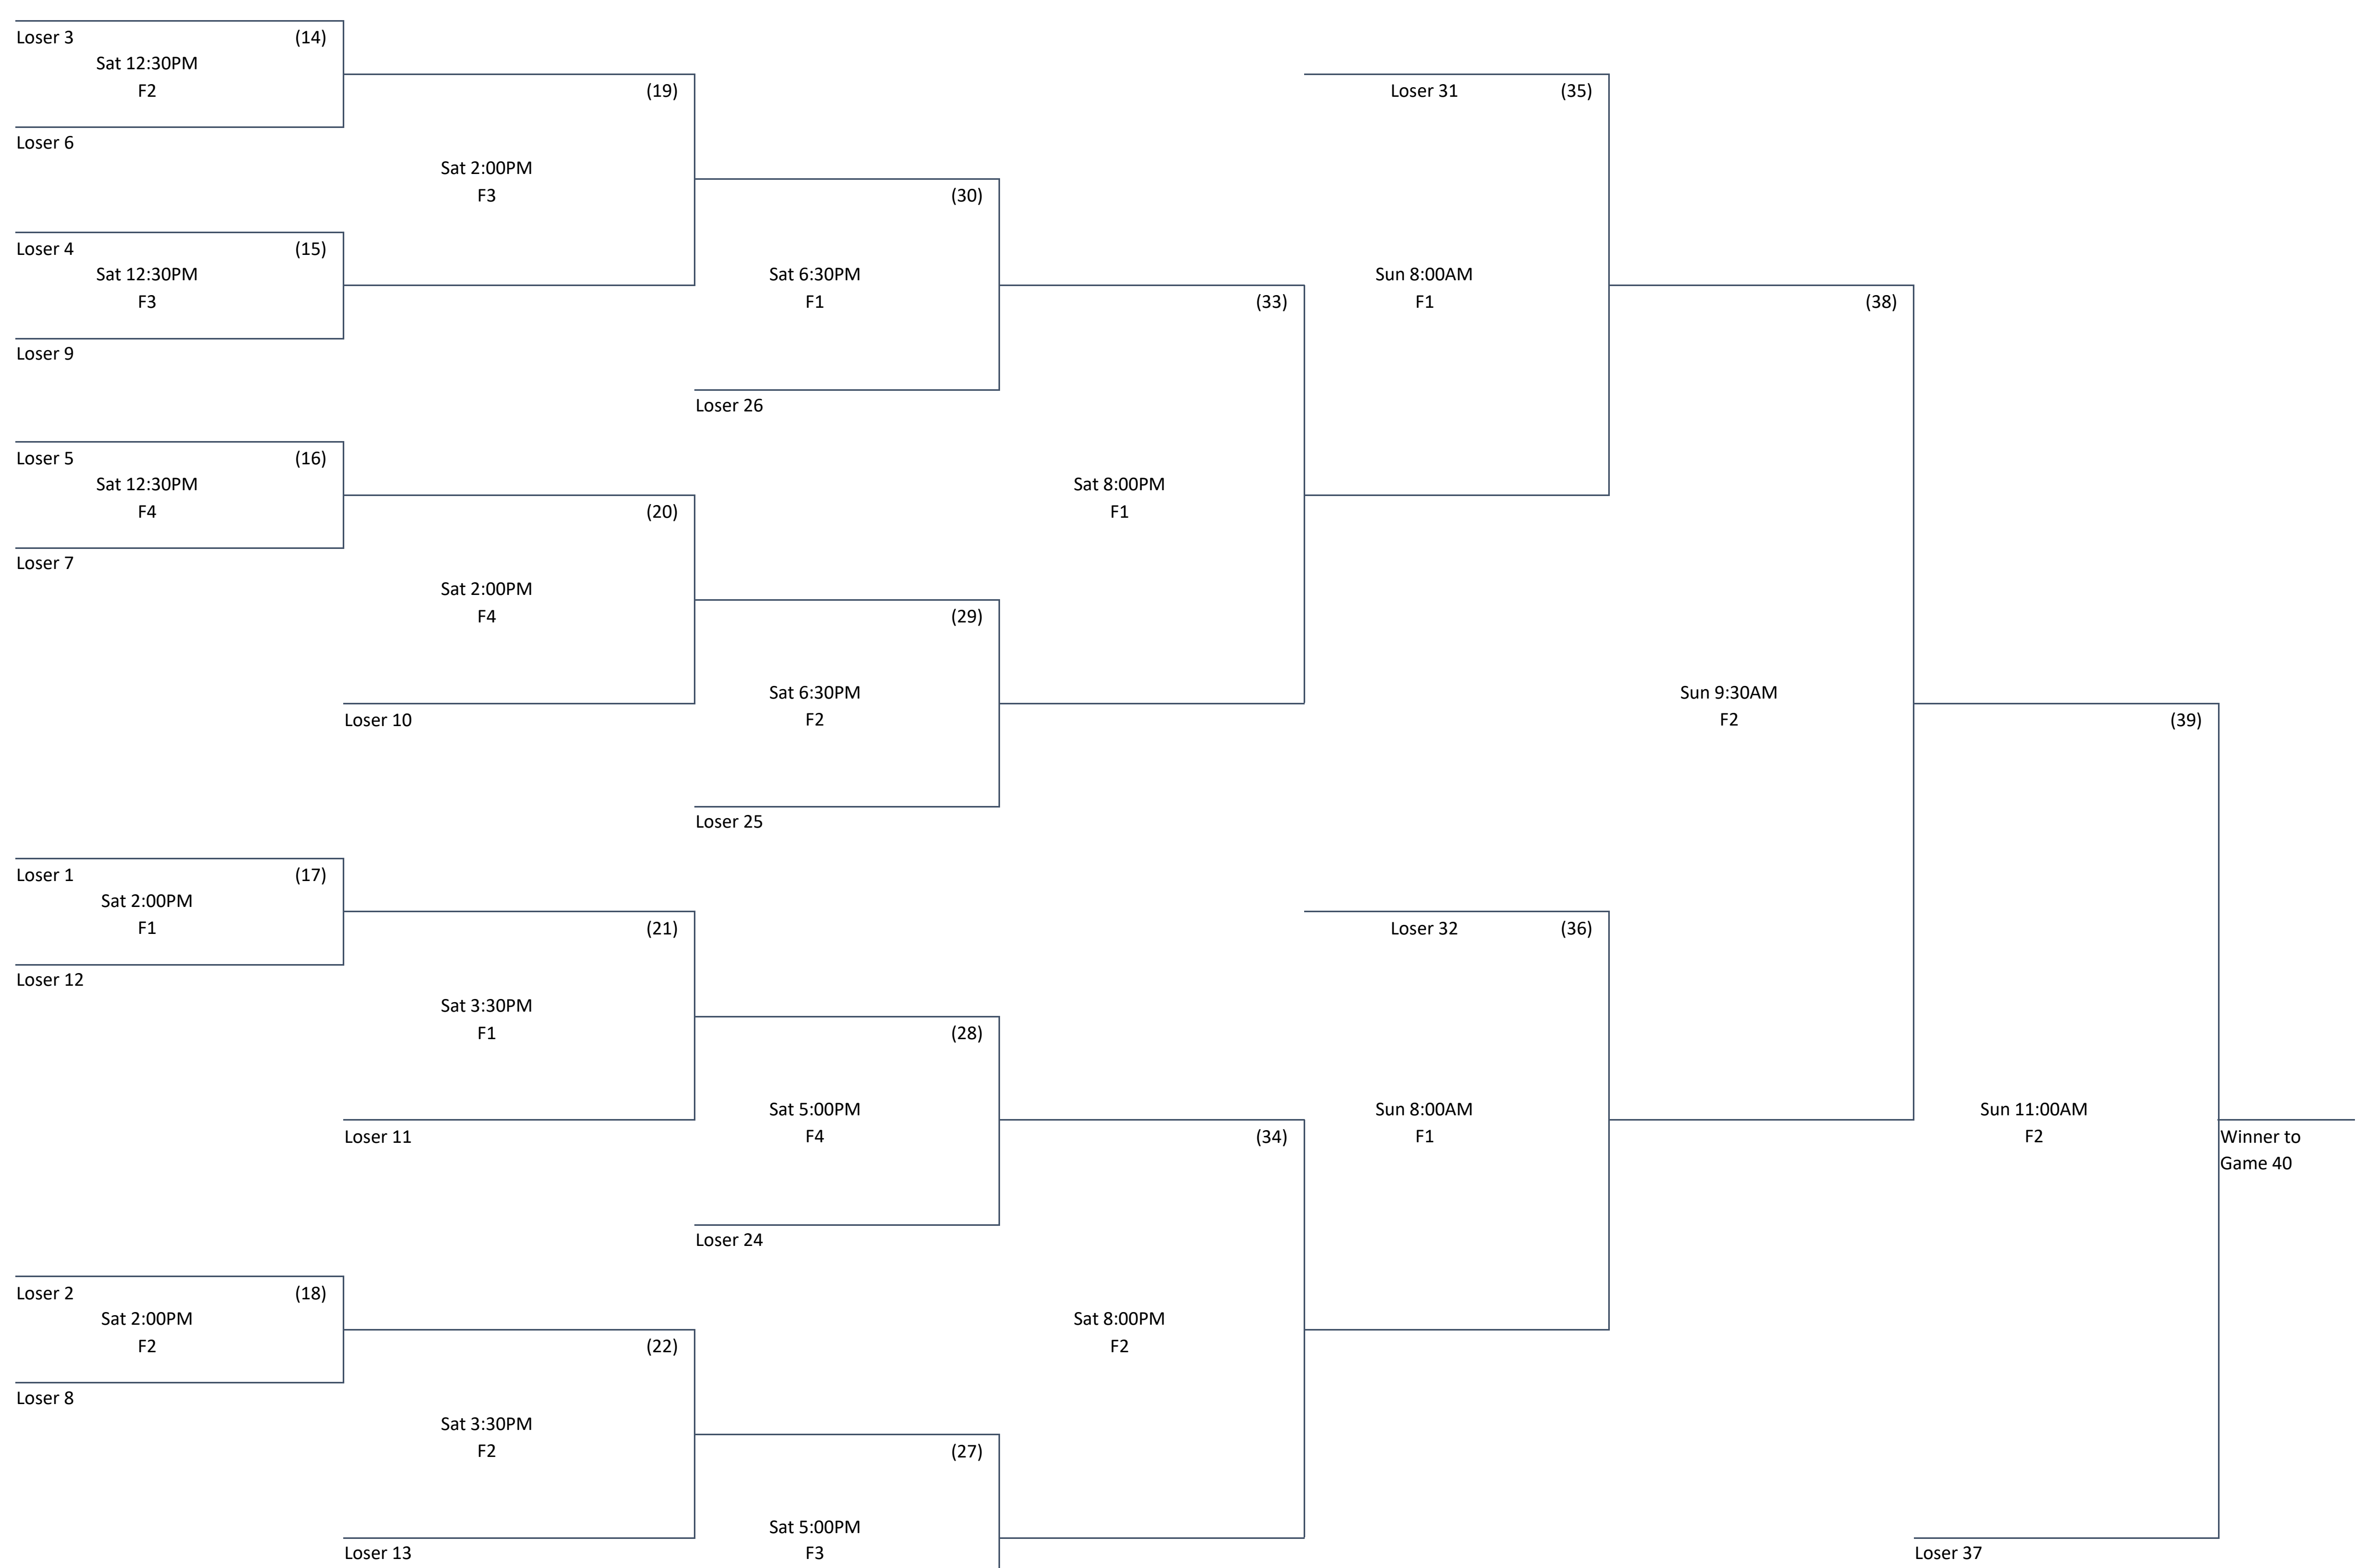 Loser 3 (14)
Sat 12:30PM
F2
Loser 6
(19)
Sat 2:00PM
F3
Loser 4 (15)
Sat 12:30PM
F3
Loser 9
(30)
Sat 6:30PM
F1
Loser 26
Loser 5 (16)
Sat 12:30PM
F4
Loser 7
(20)
Sat 2:00PM
F4
Loser 10
(29)
Sat 6:30PM
F2
Loser 25
(33)
Sat 8:00PM
F1
Loser 31 (35)
Sun 8:00AM
F1
(38)
Sun 9:30AM
F2
Loser 1 (17)
Sat 2:00PM
F1
Loser 12
(21)
Sat 3:30PM
F1
Loser 11
(28)
Sat 5:00PM
F4
Loser 24
Loser 2 (18)
Sat 2:00PM
F2
Loser 8
(22)
Sat 3:30PM
F2
Loser 13
(27)
Sat 5:00PM
F3
(34)
Sat 8:00PM
F2
Loser 32 (36)
Sun 8:00AM
F1
(39)
Sun 11:00AM
F2
Loser 37
Winner to
Game 40